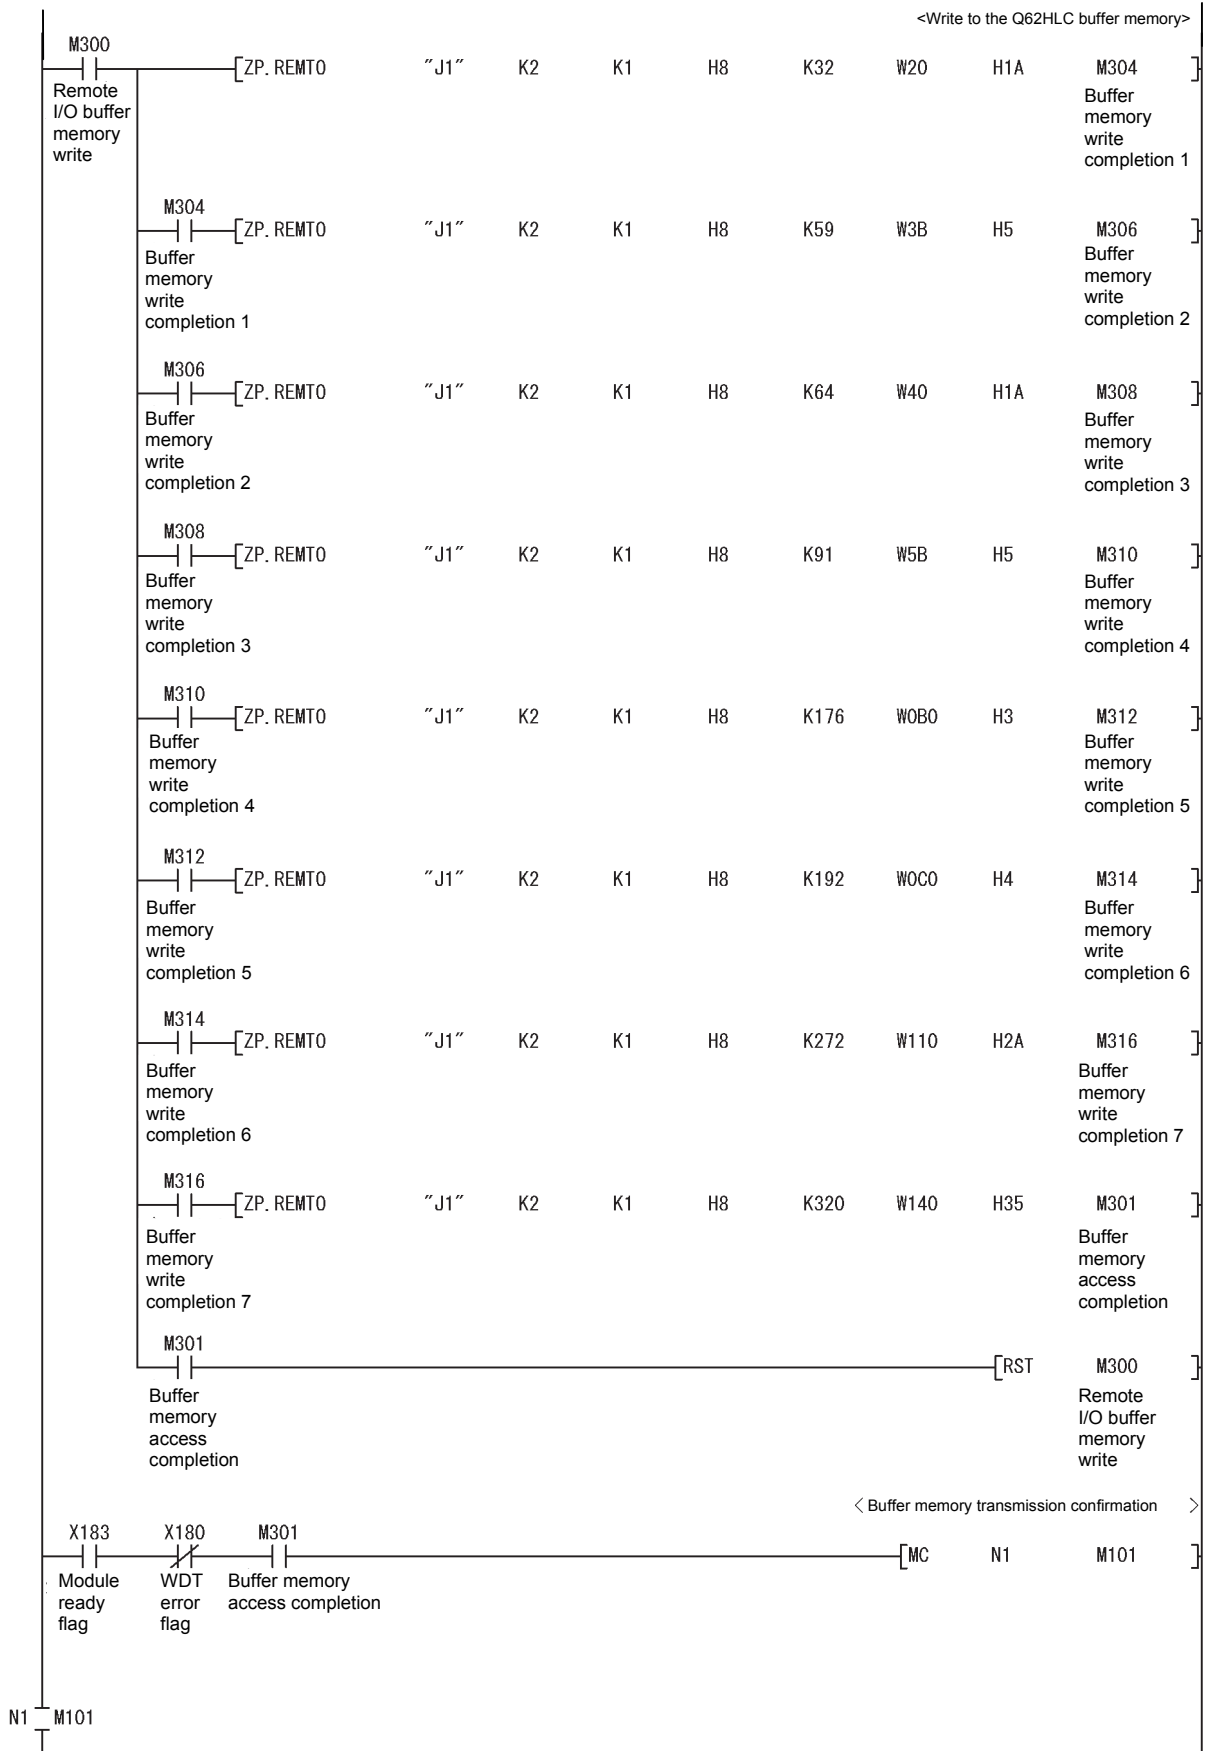 <Write to the Q62HLC buffer memory>
M300
[ZP.REMTO "J1" K2 K1 H8 K32 W20 H1A M304 ]
Remote
I/O buffer
memory
write
Buffer
memory
write
completion 1
M304
[ZP.REMTO "J1" K2 K1 H8 K59 W3B H5 M306 ]
Buffer
memory
write
completion 1
Buffer
memory
write
completion 2
M306
[ZP.REMTO "J1" K2 K1 H8 K64 W40 H1A M308 ]
Buffer
memory
write
completion 2
Buffer
memory
write
completion 3
M308
[ZP.REMTO "J1" K2 K1 H8 K91 W5B H5 M310 ]
Buffer
memory
write
completion 3
Buffer
memory
write
completion 4
M310
[ZP.REMTO "J1" K2 K1 H8 K176 W0B0 H3 M312 ]
Buffer
memory
write
completion 4
Buffer
memory
write
completion 5
M312
[ZP.REMTO "J1" K2 K1 H8 K192 W0C0 H4 M314 ]
Buffer
memory
write
completion 5
Buffer
memory
write
completion 6
M314
[ZP.REMTO "J1" K2 K1 H8 K272 W110 H2A M316 ]
Buffer
memory
write
completion 6
Buffer
memory
write
completion 7
M316
[ZP.REMTO "J1" K2 K1 H8 K320 W140 H35 M301 ]
Buffer
memory
write
completion 7
Buffer
memory
access
completion
M301
[RST M300 ]
Buffer
memory
access
completion
Remote
I/O buffer
memory
write
<Buffer memory transmission confirmation >
X183 X180 M301
[MC N1 M101 ]
Module
ready
flag
WDT
error
flag
Buffer memory
access completion
N1 M101